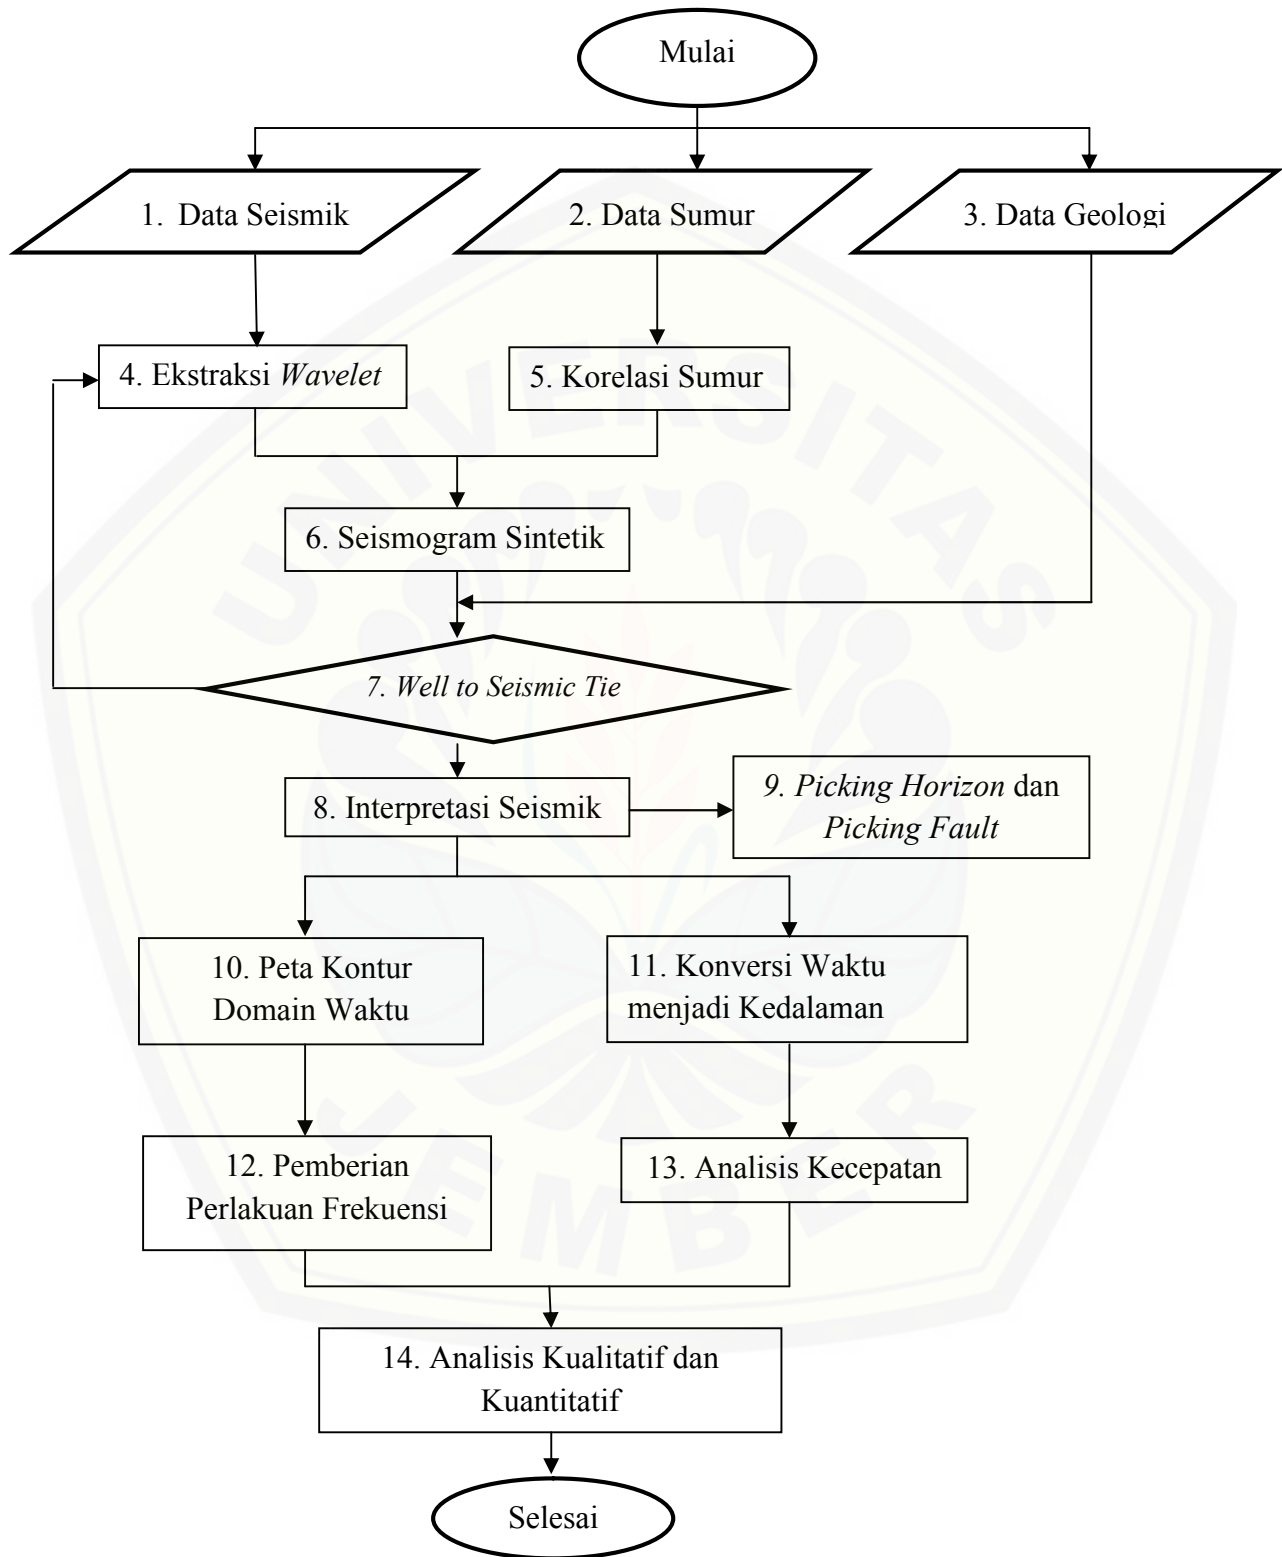 Mulai
1. Data Seismik
2. Data Sumur
3. Data Geologi
4. Ekstraksi Wavelet
5. Korelasi Sumur
6. Seismogram Sintetik
7. Well to Seismic Tie
8. Interpretasi Seismik
9. Picking Horizon dan
Picking Fault
10. Peta Kontur
Domain Waktu
11. Konversi Waktu
menjadi Kedalaman
12. Pemberian
Perlakuan Frekuensi
13. Analisis Kecepatan
14. Analisis Kualitatif dan
Kuantitatif
Selesai
UNIVERSITAS
JEMBER